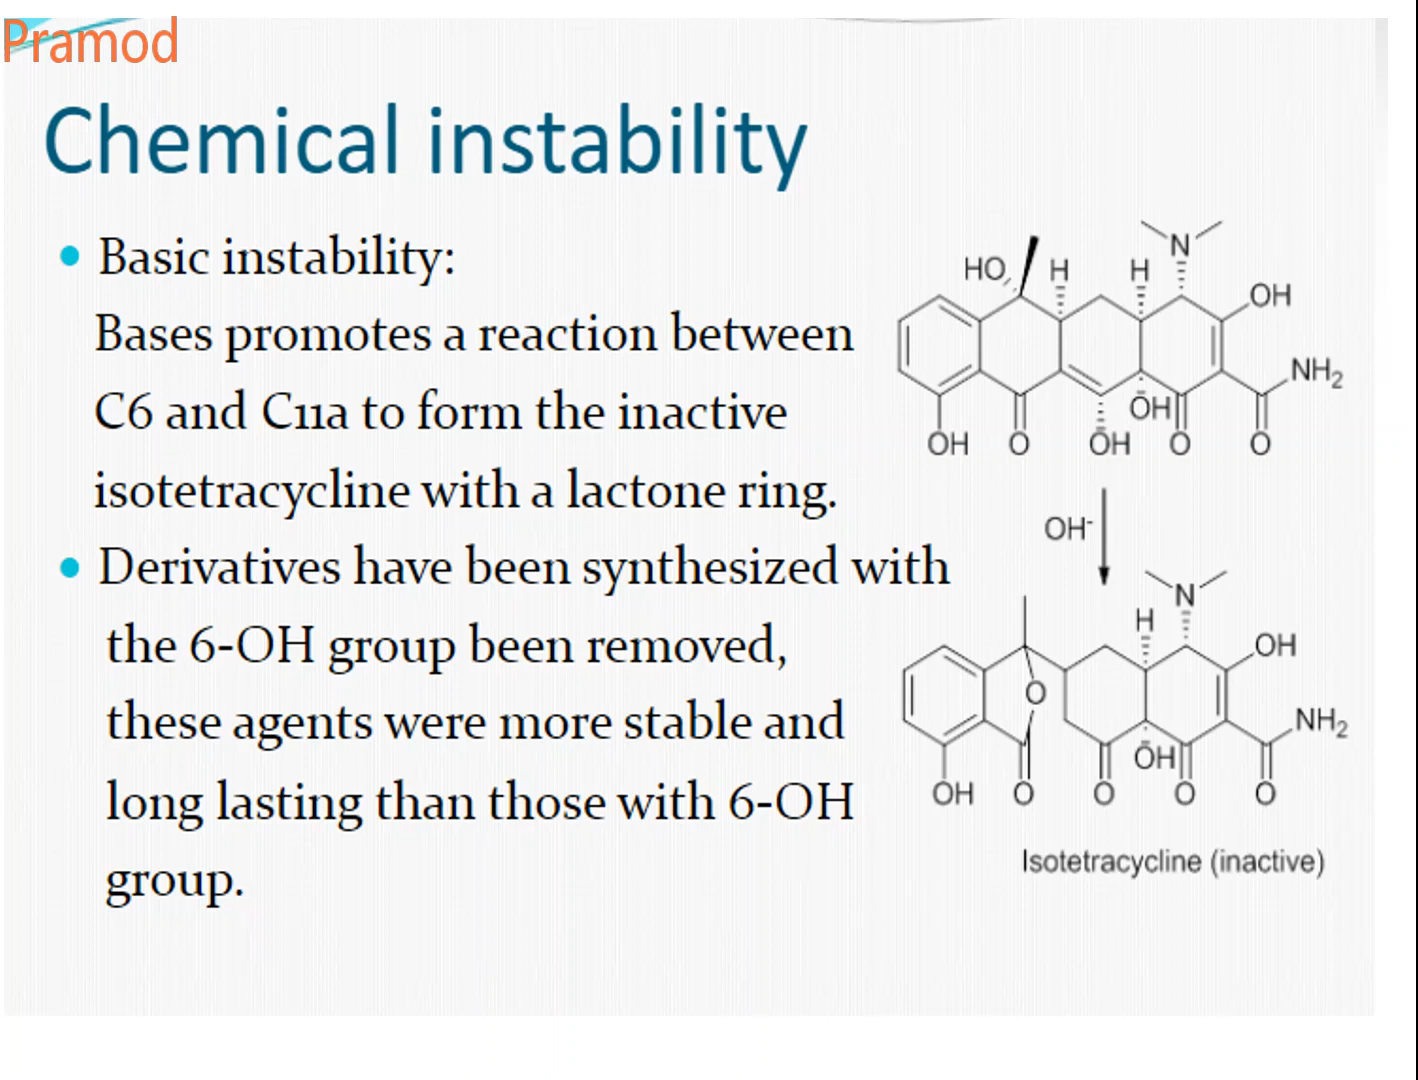 Pramod
Chemical instability
Basic instability:
Bases promotes a reaction between
C6 and C11a to form the inactive
isotetracycline with a lactone ring.
Derivatives have been synthesized with
the 6-OH group been removed,
these agents were more stable and
long lasting than those with 6-OH
group.
N
HO H H OH
NH2
OH
OH O OH O O
OH-
N
H OH
O
NH2
OH
OH O O O O
Isotetracycline (inactive)